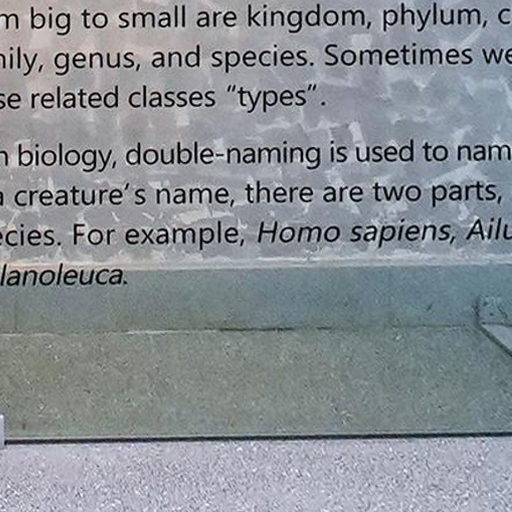 m big to small are kingdom, phylum, c
nily, genus, and species. Sometimes we
se related classes “types”.
n biology, double-naming is used to nam
a creature's name, there are two parts,
ecies. For example, Homo sapiens, Ailu
lanoleuca.